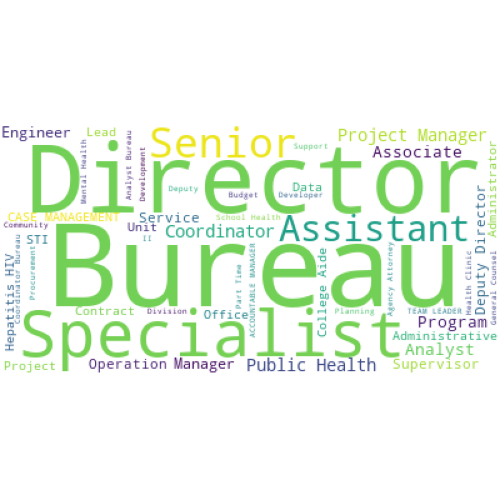 Engineer
Lead
Mental Health
Analyst Bureau
Development
Senior
Support
Project Manager
Associate
Administrator
Director
Deputy
Budget
Data
Developer
CASE MANAGEMENT
Service
School Health
Assistant
Community
Unit
Coordinator
STI
II
Hepatitis HIV
Coordinator Bureau
Procurement
Bureau
Part Time
ACCOUNTABLE MANAGER
College Aide
Planning
Agency Attorney
Health Clinic
Deputy Director
General Counsel
Contract
Division
Office
TEAM LEADER
Program
Specialist
Administrative
Analyst
Project
Operation Manager
Public Health
Supervisor